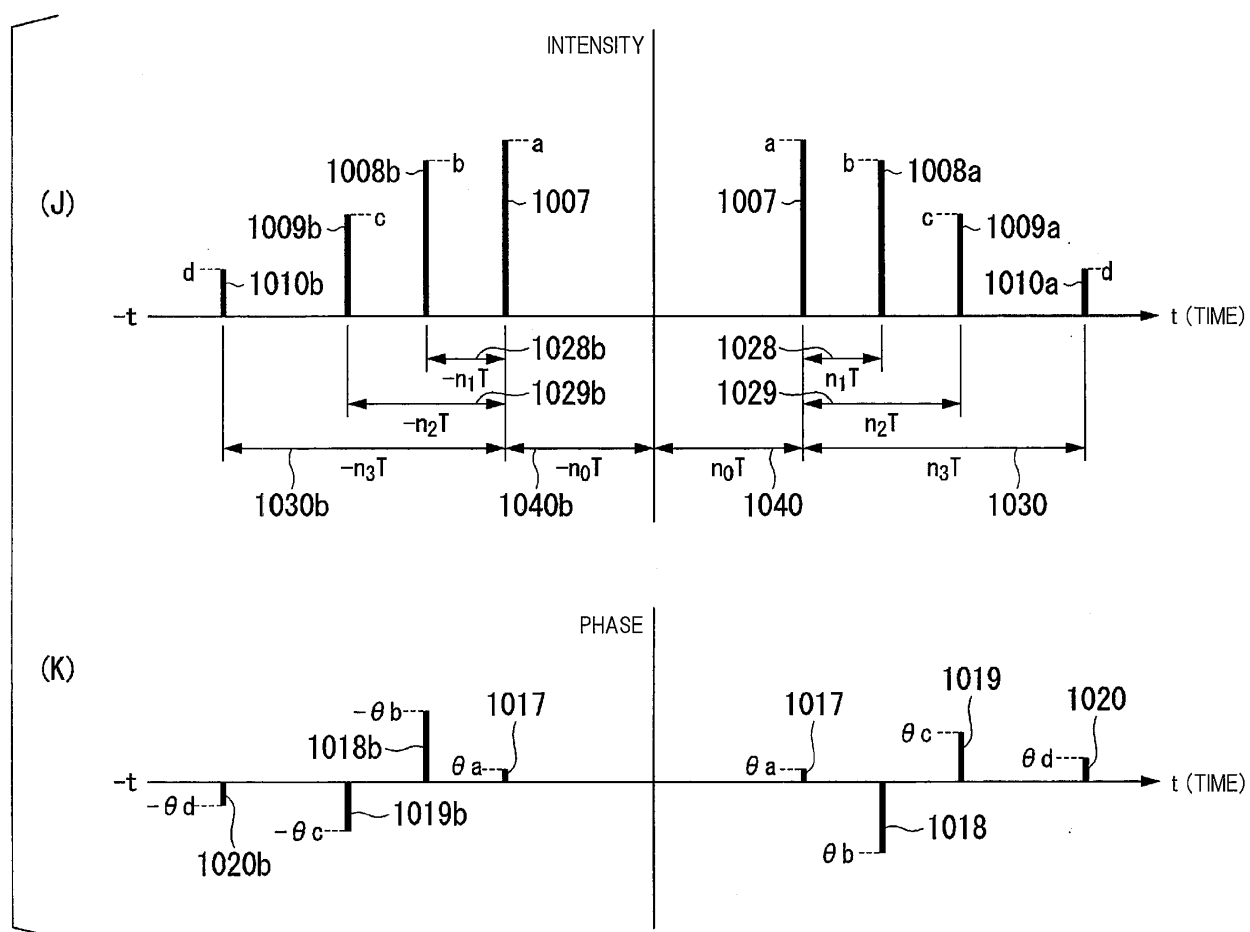 INTENSITY
(J)
a
a
1008b
b
b
1008a
1007
1007
1009b
c
c
1009a
d
1010b
1010a
d
-t
t (TIME)
1028b
1028
-n₁T
n₁T
1029b
1029
-n₂T
n₂T
-n₃T
-n₀T
n₀T
n₃T
1030b
1040b
1040
1030
PHASE
(K)
-θb
1017
1017
1019
1020
1018b
θc
θa
θa
θd
-t
t (TIME)
-θd
1019b
1018
-θc
θb
1020b